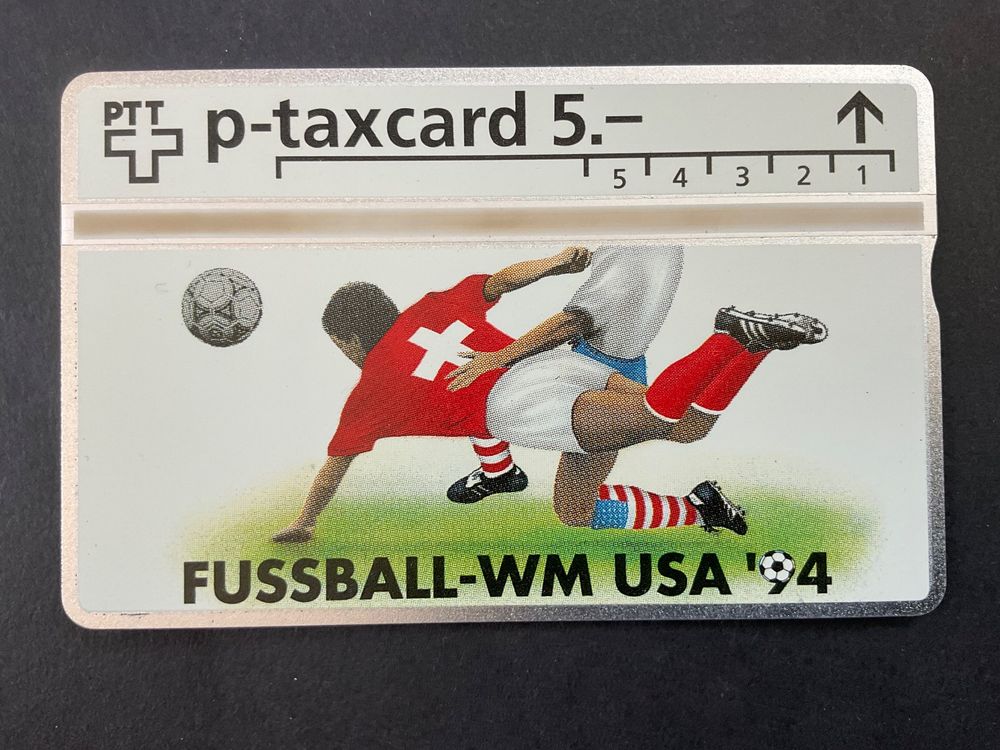 PTT
p-taxcard 5.–
5 4 3 2 1
FUSSBALL-WM USA '94